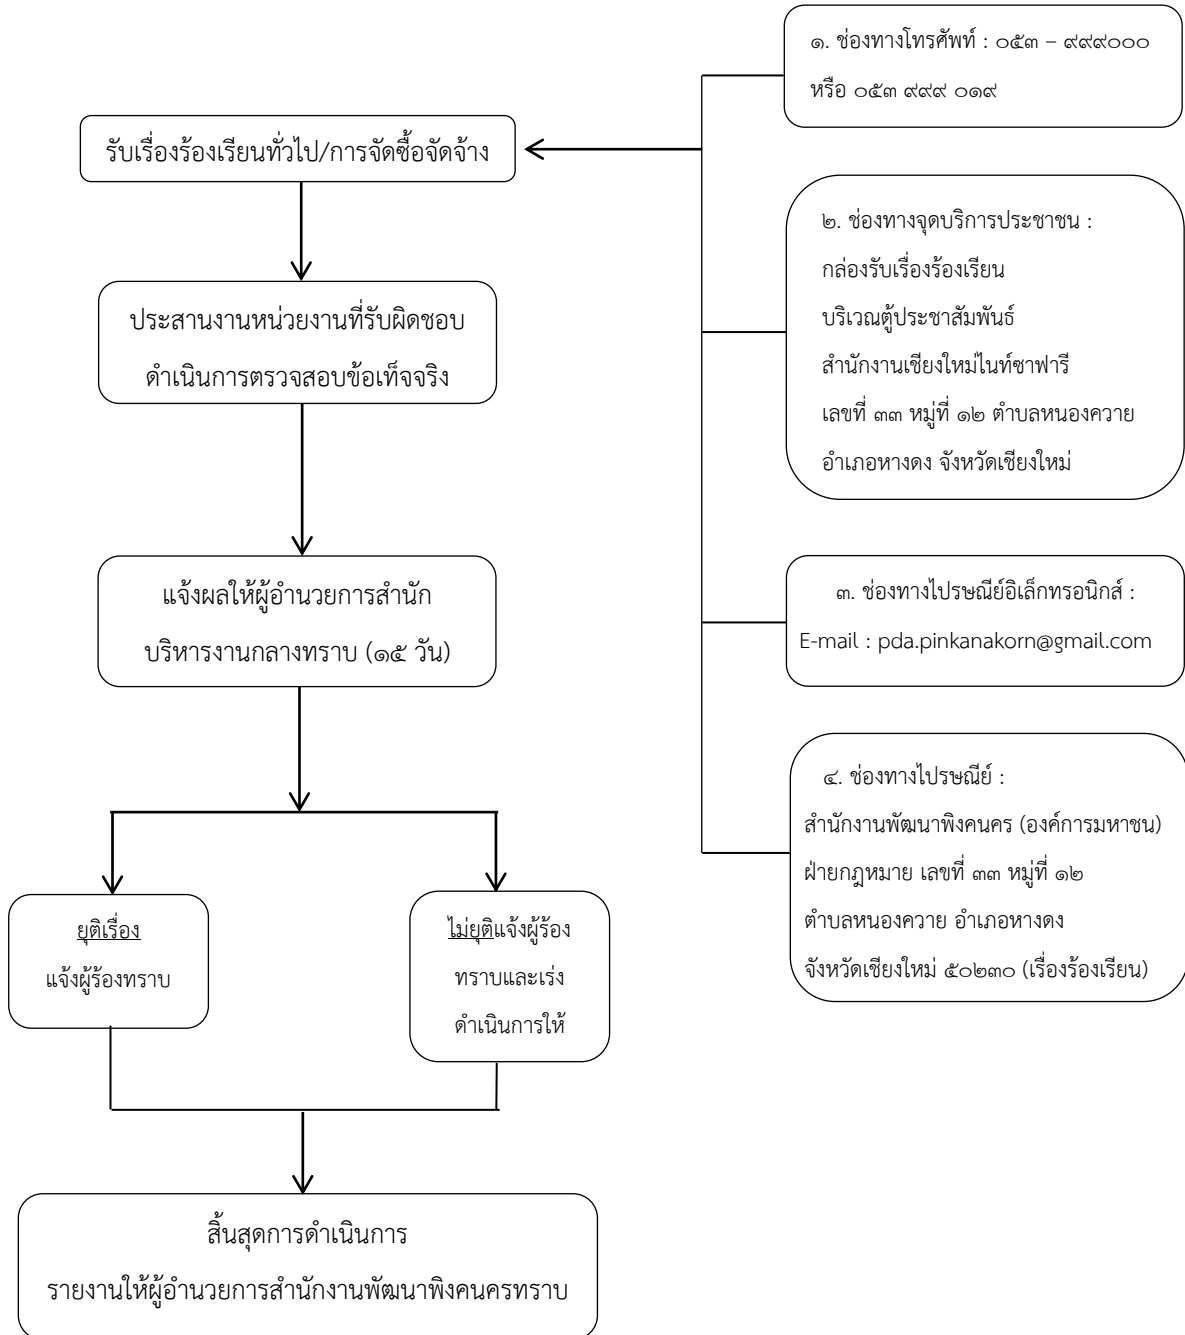 ๑. ช่องทางโทรศัพท์ : ๐๕๓ – ๙๙๙๐๐๐
หรือ ๐๕๓ ๙๙๙ ๐๑๙
รับเรื่องร้องเรียนทั่วไป/การจัดซื้อจัดจ้าง
๒. ช่องทางจุดบริการประชาชน :
กล่องรับเรื่องร้องเรียน
บริเวณตู้ประชาสัมพันธ์
สำนักงานเชียงใหม่ไนท์ซาฟารี
เลขที่ ๓๓ หมู่ที่ ๑๒ ตำบลหนองควาย
อำเภอหางดง จังหวัดเชียงใหม่
ประสานงานหน่วยงานที่รับผิดชอบ
ดำเนินการตรวจสอบข้อเท็จจริง
แจ้งผลให้ผู้อำนวยการสำนัก
บริหารงานกลางทราบ (๑๕ วัน)
๓. ช่องทางไปรษณีย์อิเล็กทรอนิกส์ :
E-mail : pda.pinkanakorn@gmail.com
๔. ช่องทางไปรษณีย์ :
สำนักงานพัฒนาพิงคนคร (องค์การมหาชน)
ฝ่ายกฎหมาย เลขที่ ๓๓ หมู่ที่ ๑๒
ตำบลหนองควาย อำเภอหางดง
จังหวัดเชียงใหม่ ๕๐๒๓๐ (เรื่องร้องเรียน)
ยุติเรื่อง
แจ้งผู้ร้องทราบ
ไม่ยุติแจ้งผู้ร้อง
ทราบและเร่ง
ดำเนินการให้
สิ้นสุดการดำเนินการ
รายงานให้ผู้อำนวยการสำนักงานพัฒนาพิงคนครทราบ